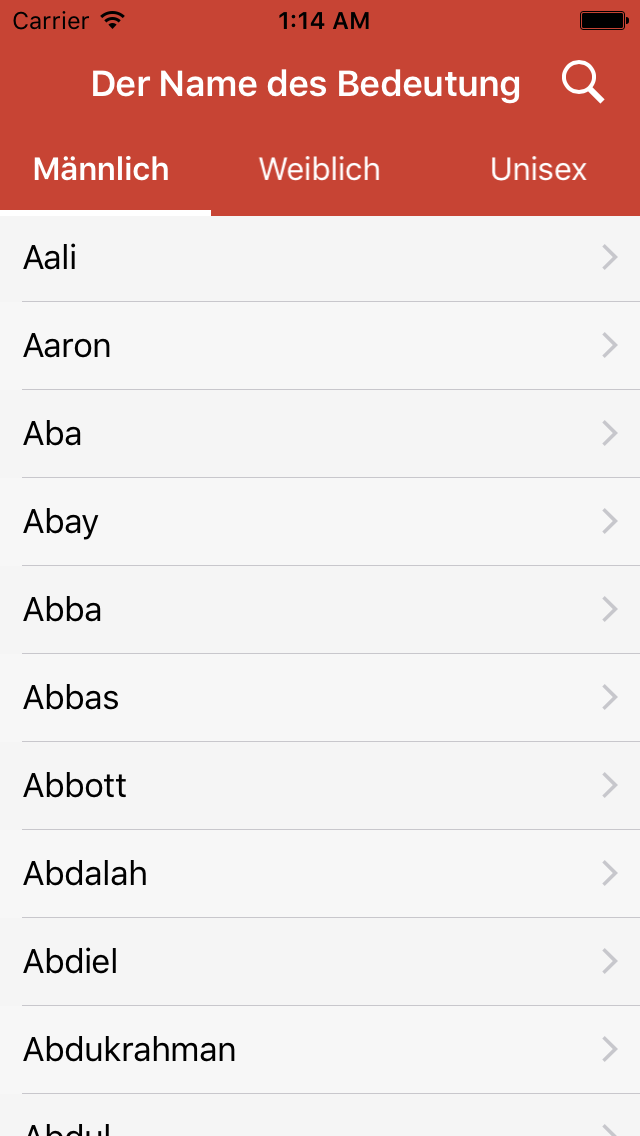 Carrier 1:14 AM
Der Name des Bedeutung
Männlich Weiblich Unisex
Aali
Aaron
Aba
Abay
Abba
Abbas
Abbott
Abdalah
Abdiel
Abdukrahman
Abdul